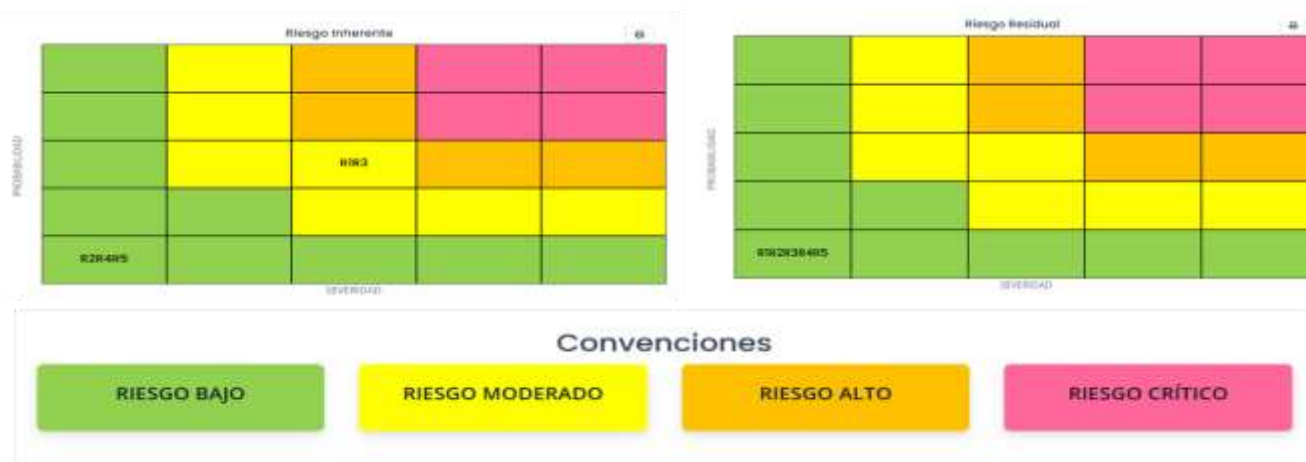 Riesgo Inherente
PROBABILIDAD
R1R3
R2R4R5
SEVERIDAD
Riesgo Residual
PROBABILIDAD
R1R2R3R4R5
SEVERIDAD
Convenciones
RIESGO BAJO
RIESGO MODERADO
RIESGO ALTO
RIESGO CRÍTICO